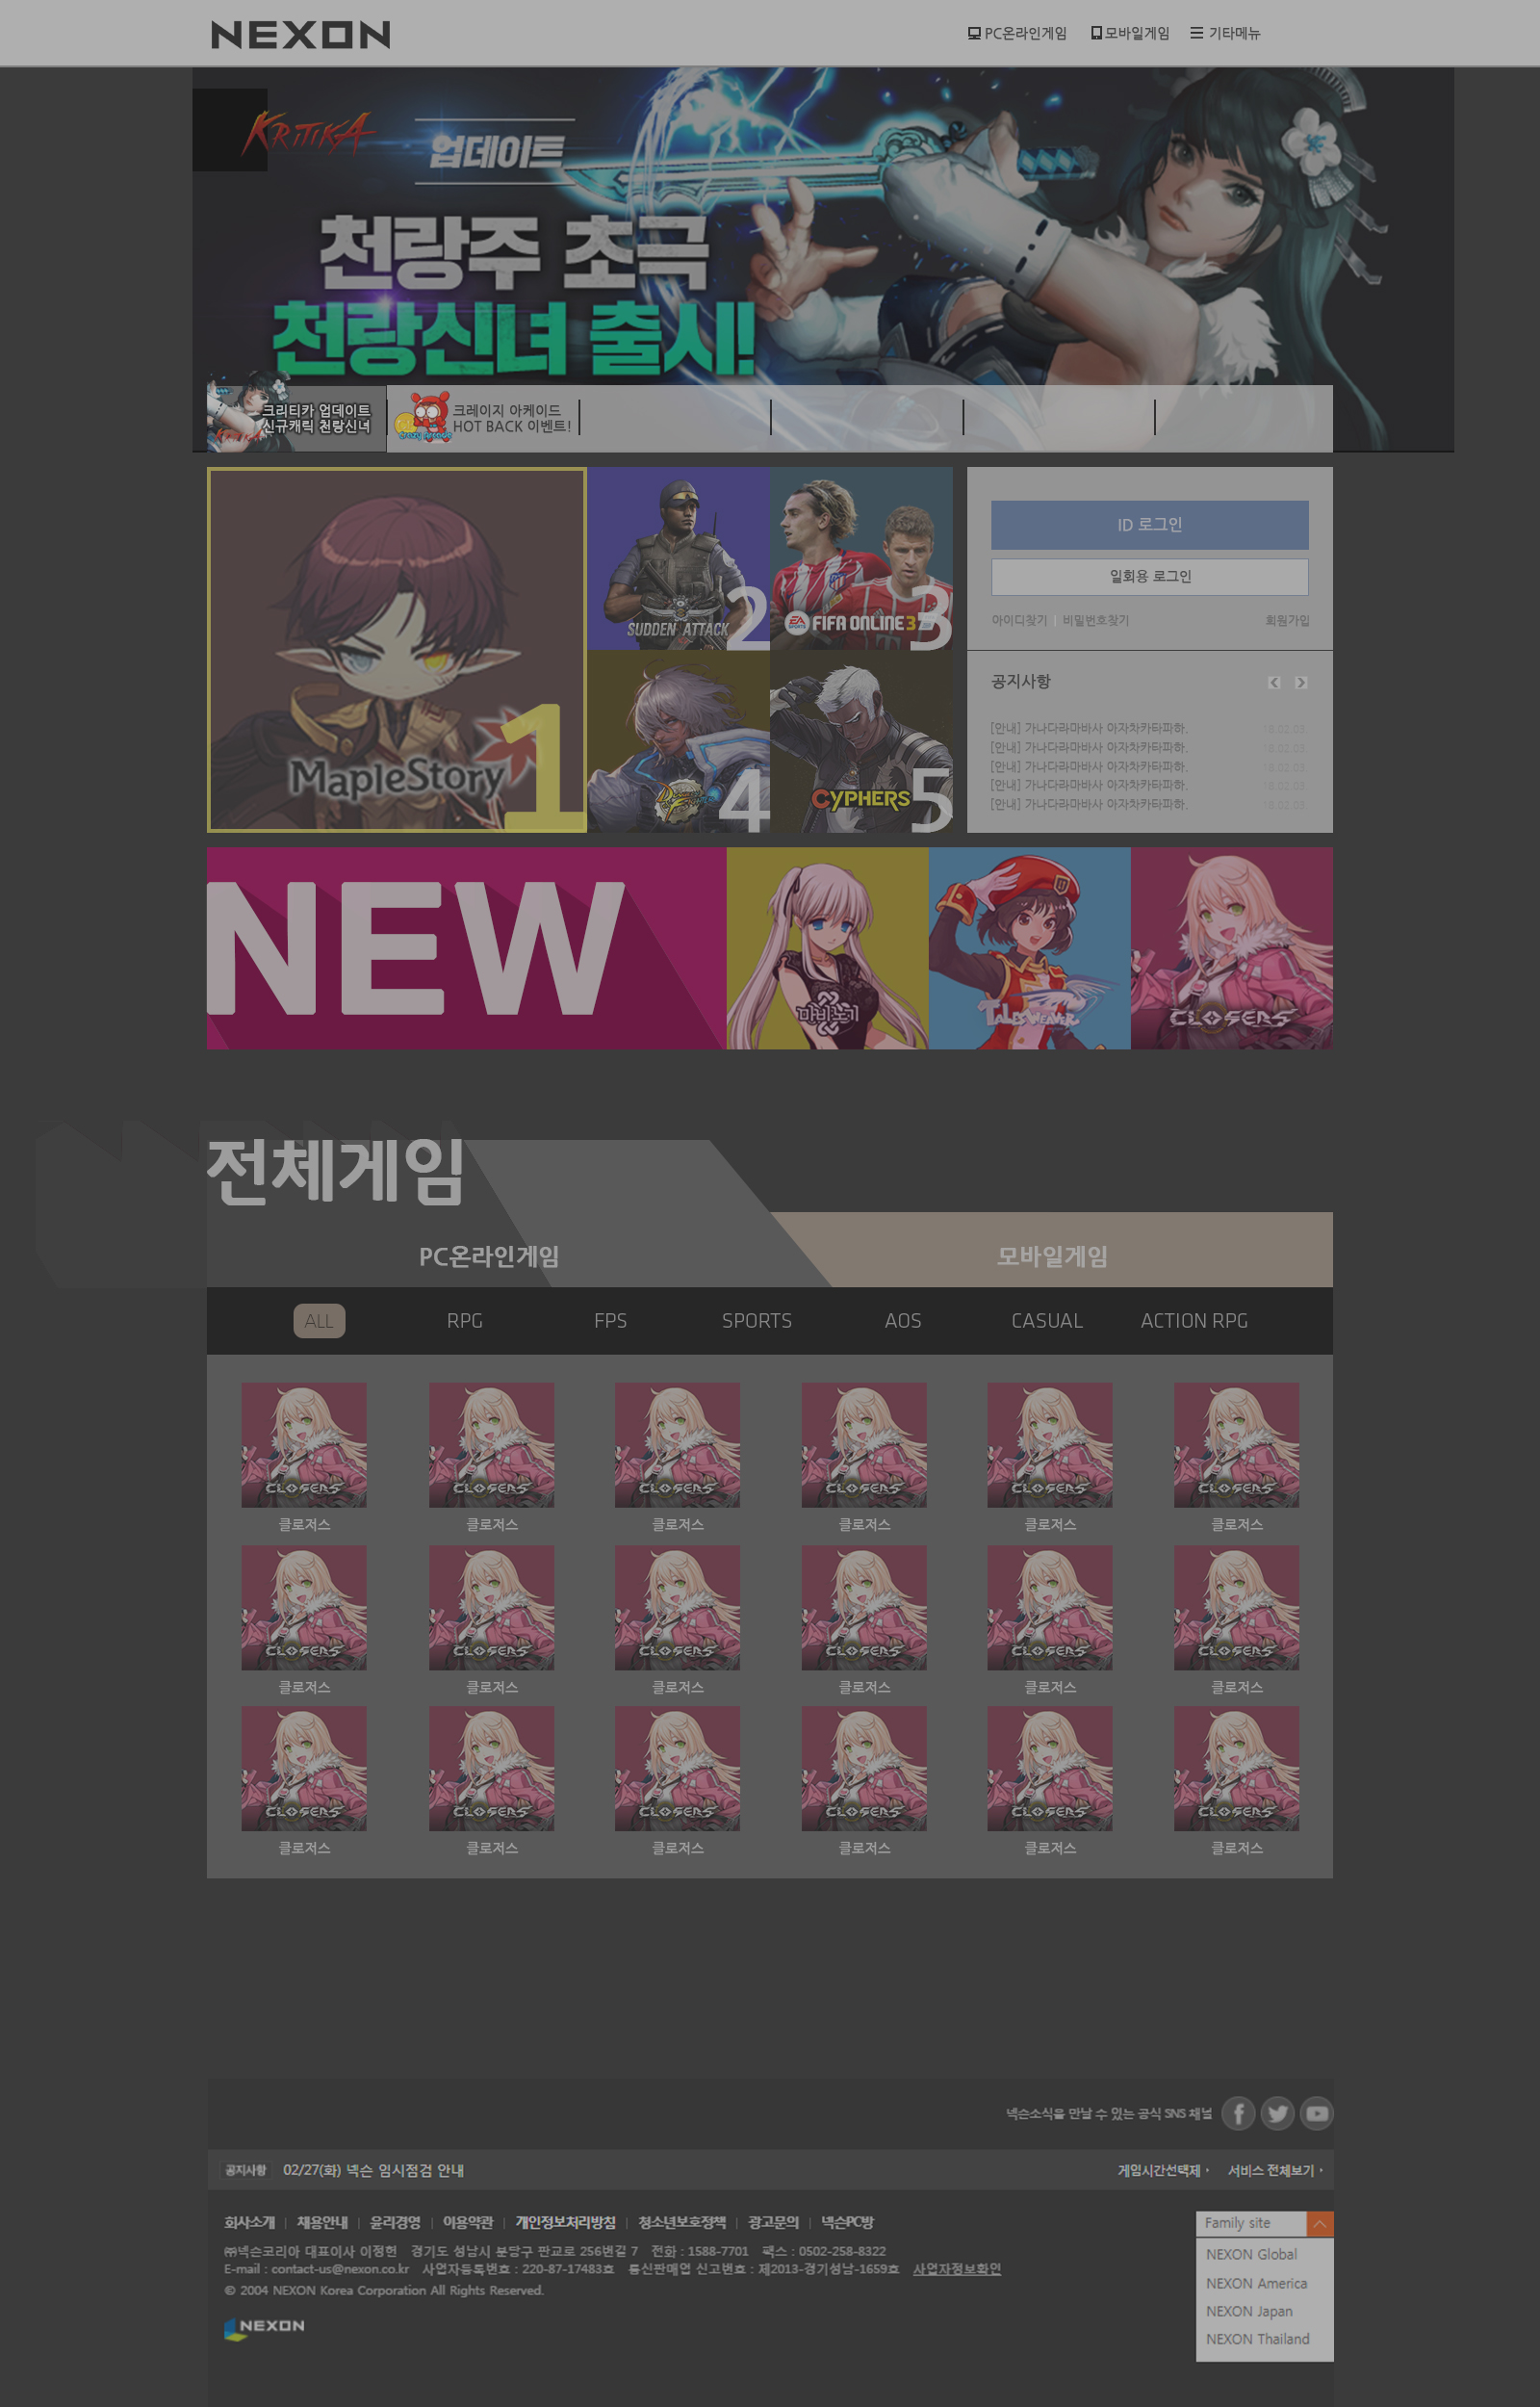 NEXON
PC온라인게임 모바일게임 기타메뉴
KRITIKA
업데이트
천랑주 초극
천랑신녀 출시!
크리티카 업데이트
신규캐릭 천랑신녀
크레이지 아케이드
HOT BACK 이벤트!
MapleStory 1
SUDDEN ATTACK 2
EA SPORTS FIFA ONLINE 3 3
4
CYPHERS 5
ID 로그인
일회용 로그인
아이디찾기 | 비밀번호찾기 회원가입
공지사항
[안내] 가나다라마바사 아자차카타파하. 18.02.03
[안내] 가나다라마바사 아자차카타파하. 18.02.03
[안내] 가나다라마바사 아자차카타파하. 18.02.03
[안내] 가나다라마바사 아자차카타파하. 18.02.03
[안내] 가나다라마바사 아자차카타파하. 18.02.03
NEW
마비노기
TALESWEAVER
CLOSERS
전체게임
PC온라인게임 모바일게임
ALL RPG FPS SPORTS AOS CASUAL ACTION RPG
CLOSERS CLOSERS CLOSERS CLOSERS CLOSERS CLOSERS
클로저스 클로저스 클로저스 클로저스 클로저스 클로저스
CLOSERS CLOSERS CLOSERS CLOSERS CLOSERS CLOSERS
클로저스 클로저스 클로저스 클로저스 클로저스 클로저스
CLOSERS CLOSERS CLOSERS CLOSERS CLOSERS CLOSERS
클로저스 클로저스 클로저스 클로저스 클로저스 클로저스
넥슨소식을 만날 수 있는 공식 SNS 채널
공지사항 02/27(화) 넥슨 임시점검 안내 게임시간선택제 서비스 전체보기
회사소개 | 채용안내 | 윤리경영 | 이용약관 | 개인정보처리방침 | 청소년보호정책 | 광고문의 | 넥슨PC방
㈜넥슨코리아 대표이사 이정헌 경기도 성남시 분당구 판교로 256번길 7 전화 : 1588-7701 팩스 : 0502-258-8322
E-mail : contact-us@nexon.co.kr 사업자등록번호 : 220-87-17483호 통신판매업 신고번호 : 제2013-경기성남-1659호 사업자정보확인
© 2004 NEXON Korea Corporation All Rights Reserved.
NEXON
Family site
NEXON Global
NEXON America
NEXON Japan
NEXON Thailand